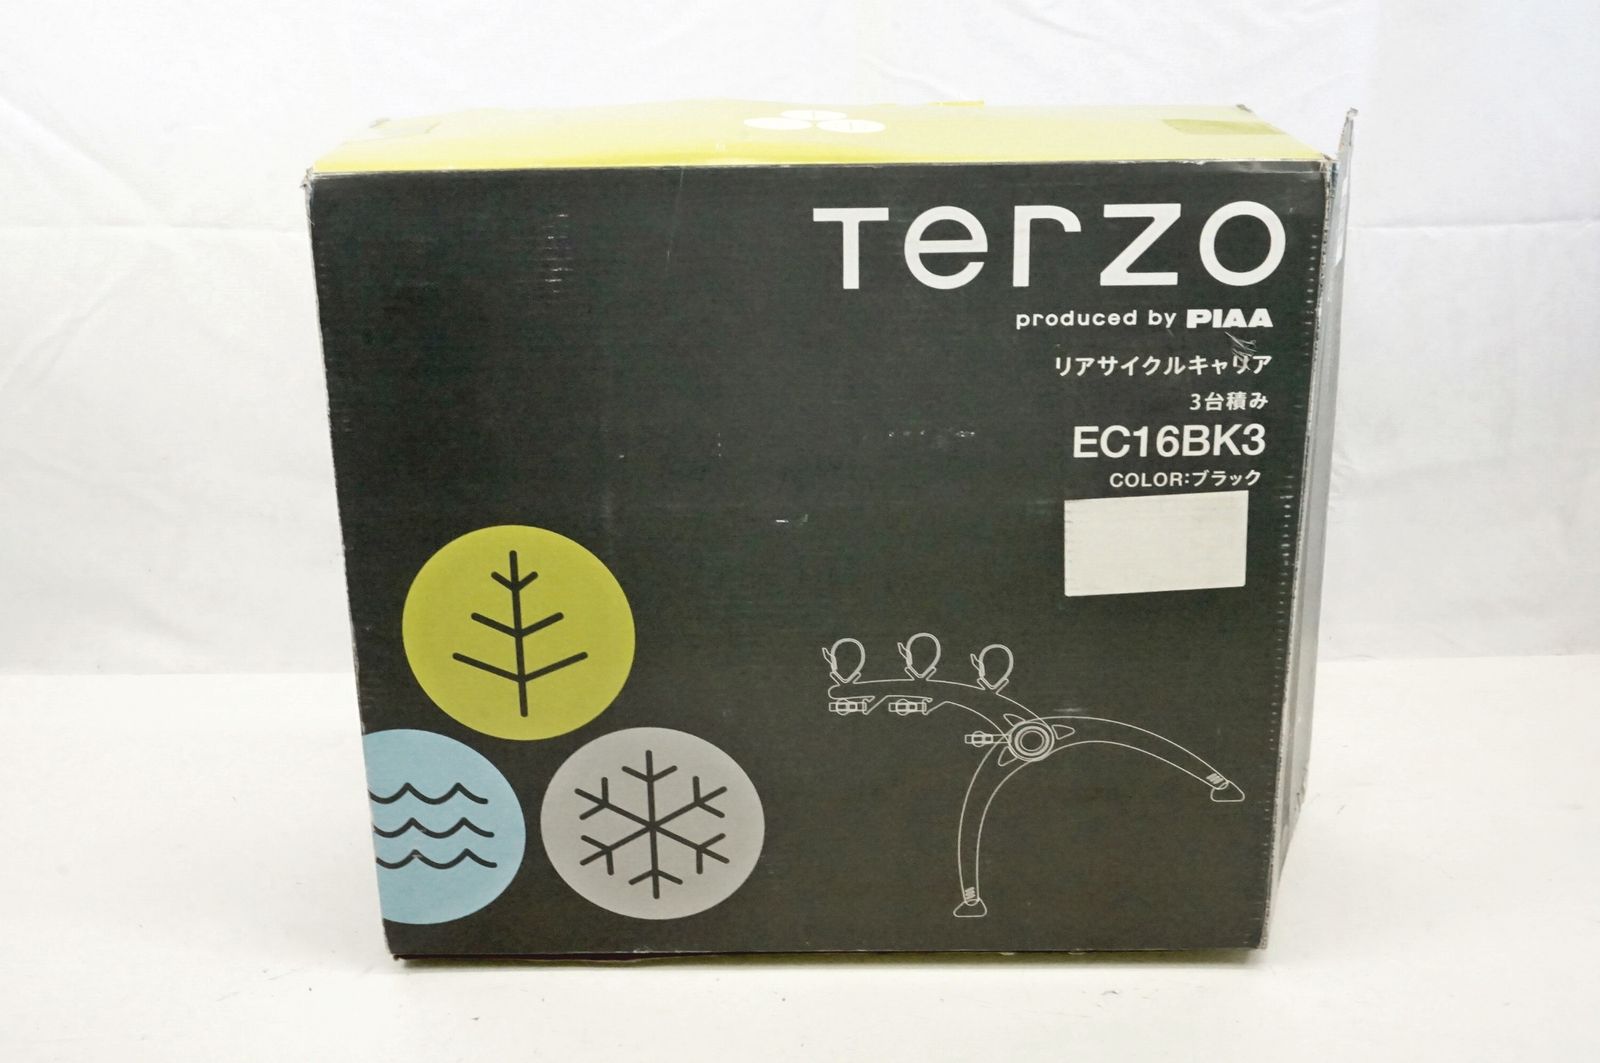 Terzo
produced by PIAA
リアサイクルキャリア
3台積み
EC16BK3
COLOR:ブラック